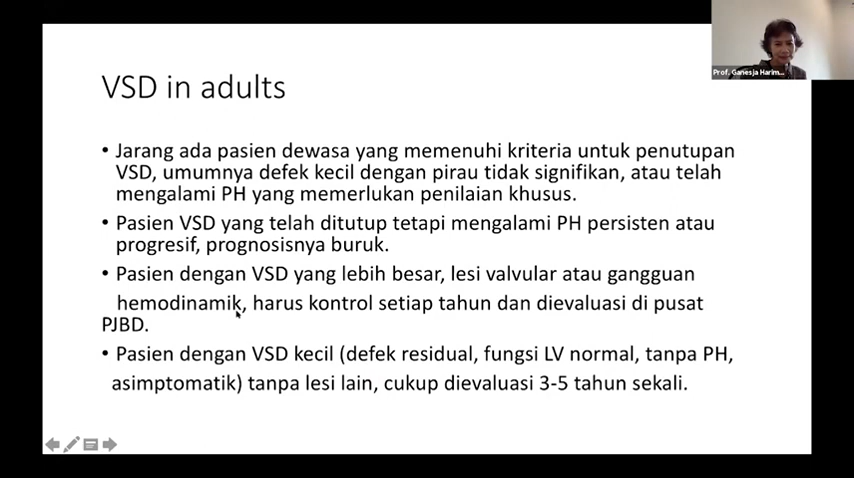 Prof. Ganesja Harim...
VSD in adults
• Jarang ada pasien dewasa yang memenuhi kriteria untuk penutupan
VSD, umumnya defek kecil dengan pirau tidak signifikan, atau telah
mengalami PH yang memerlukan penilaian khusus.
• Pasien VSD yang telah ditutup tetapi mengalami PH persisten atau
progresif, prognosisnya buruk.
• Pasien dengan VSD yang lebih besar, lesi valvular atau gangguan
hemodinamik, harus kontrol setiap tahun dan dievaluasi di pusat
PJBD.
• Pasien dengan VSD kecil (defek residual, fungsi LV normal, tanpa PH,
asimptomatik) tanpa lesi lain, cukup dievaluasi 3-5 tahun sekali.